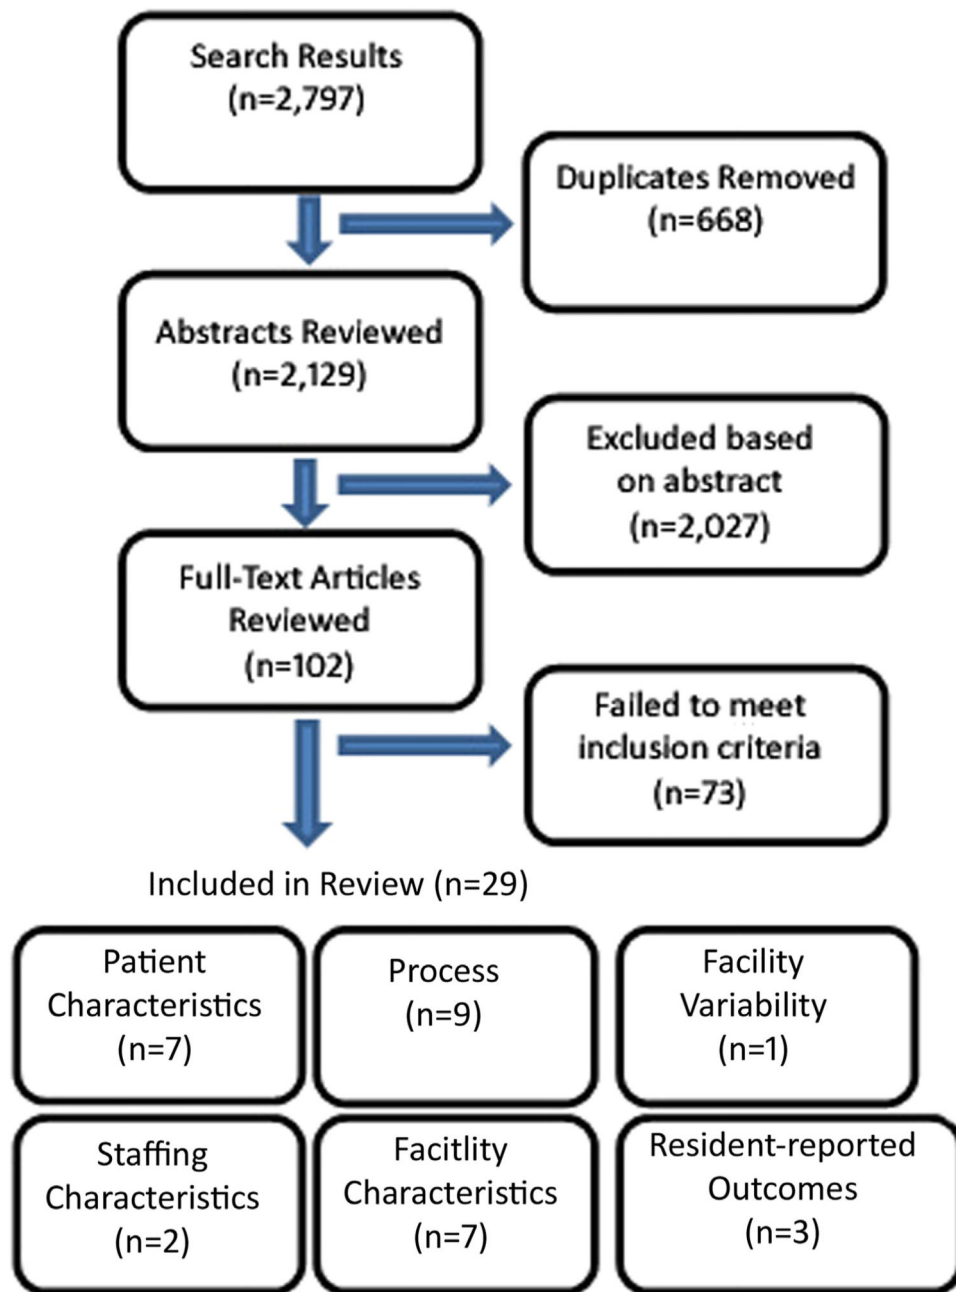 Search Results
(n=2,797)
Duplicates Removed
(n=668)
Abstracts Reviewed
(n=2,129)
Excluded based
on abstract
(n=2,027)
Full-Text Articles
Reviewed
(n=102)
Failed to meet
inclusion criteria
(n=73)
Included in Review (n=29)
Patient
Characteristics
(n=7)
Process
(n=9)
Facility
Variability
(n=1)
Staffing
Characteristics
(n=2)
Facitlity
Characteristics
(n=7)
Resident-reported
Outcomes
(n=3)